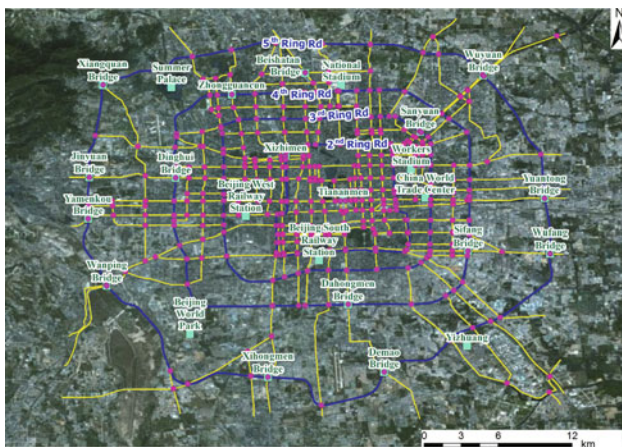 N
5th Ring Rd
Wuyuan
Bridge
Xiangquan
Bridge
Summer
Palace
Beishatan
Bridge
National
Stadium
Zhongguancun
4th Ring Rd
3rd Ring Rd
Sanyuan
Bridge
2nd Ring Rd
Xizhimen
Workers
Stadium
Jinyuan
Bridge
Dinghui
Bridge
China World
Trade Center
Yuantong
Bridge
Beijing West
Railway
Station
Tiananmen
Yamenkou
Bridge
Beijing South
Railway
Station
Sifang
Bridge
Wufang
Bridge
Wanping
Bridge
Dahongmen
Bridge
Beijing
World
Park
Yizhuang
Xihongmen
Bridge
Demao
Bridge
0 3 6 12
km